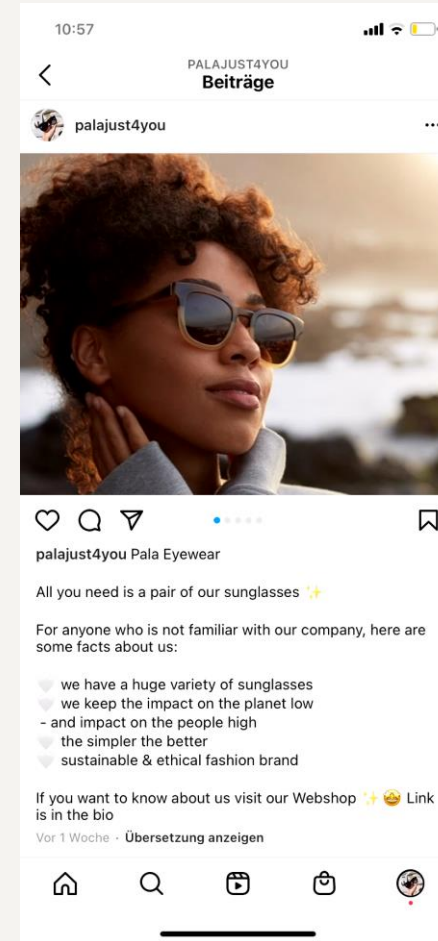 10:57
PALAJUST4YOU
Beiträge
palajust4you
palajust4you Pala Eyewear
All you need is a pair of our sunglasses ✨
For anyone who is not familiar with our company, here are
some facts about us:
🤍 we have a huge variety of sunglasses
🤍 we keep the impact on the planet low
- and impact on the people high
🤍 the simpler the better
🤍 sustainable & ethical fashion brand
If you want to know about us visit our Webshop ✨ 🤩 Link
is in the bio
Vor 1 Woche · Übersetzung anzeigen